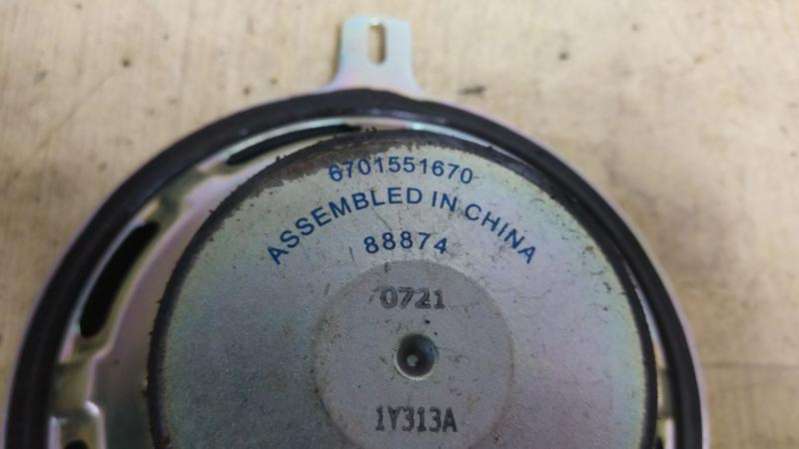 6701551670
ASSEMBLED IN CHINA
88874
0721
1Y313A